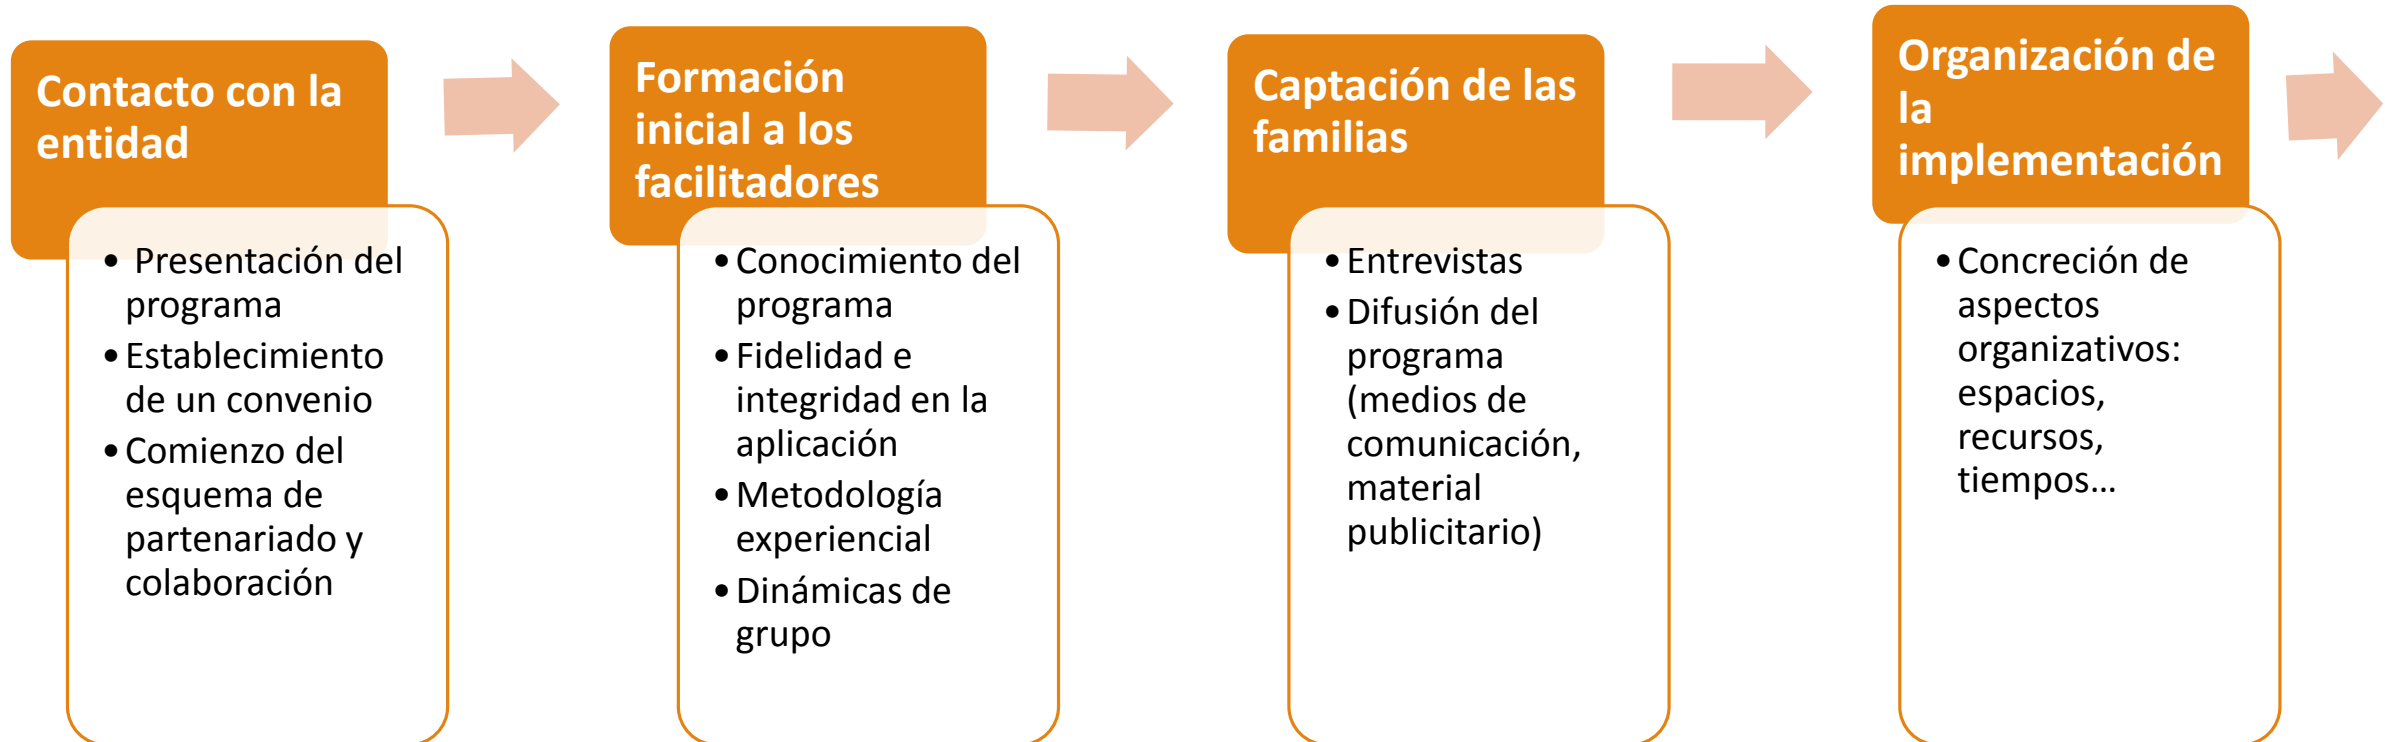 Contacto con la
entidad
• Presentación del
programa
• Establecimiento
de un convenio
• Comienzo del
esquema de
partenariado y
colaboración
Formación
inicial a los
facilitadores
• Conocimiento del
programa
• Fidelidad e
integridad en la
aplicación
• Metodología
experiencial
• Dinámicas de
grupo
Captación de las
familias
• Entrevistas
• Difusión del
programa
(medios de
comunicación,
material
publicitario)
Organización de
la
implementación
• Concreción de
aspectos
organizativos:
espacios,
recursos,
tiempos…